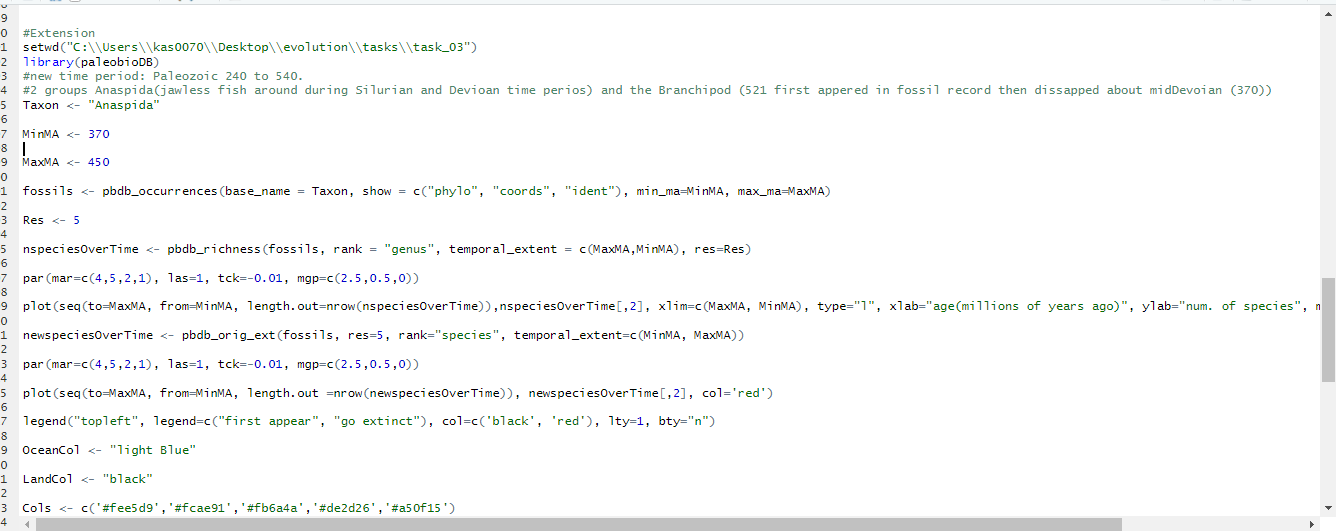 9
0 #Extension
1 setwd("C:\\Users\\kas0070\\Desktop\\evolution\\tasks\\task_03")
2 library(paleobioDB)
3 #new time period: Paleozoic 240 to 540.
4 #2 groups Anaspida(jawless fish around during Silurian and Devioan time perios) and the Branchipod (521 first appered in fossil record then dissapped about midDevoian (370))
5 Taxon <- "Anaspida"
6
7 MinMA <- 370
8
9 MaxMA <- 450
0
1 fossils <- pbdb_occurrences(base_name = Taxon, show = c("phylo", "coords", "ident"), min_ma=MinMA, max_ma=MaxMA)
2
3 Res <- 5
4
5 nspeciesOverTime <- pbdb_richness(fossils, rank = "genus", temporal_extent = c(MaxMA,MinMA), res=Res)
6
7 par(mar=c(4,5,2,1), las=1, tck=-0.01, mgp=c(2.5,0.5,0))
8
9 plot(seq(to=MaxMA, from=MinMA, length.out=nrow(nspeciesOverTime)),nspeciesOverTime[,2], xlim=c(MaxMA, MinMA), type="l", xlab="age(millions of years ago)", ylab="num. of species",
0
1 newspeciesOverTime <- pbdb_orig_ext(fossils, res=5, rank="species", temporal_extent=c(MinMA, MaxMA))
2
3 par(mar=c(4,5,2,1), las=1, tck=-0.01, mgp=c(2.5,0.5,0))
4
5 plot(seq(to=MaxMA, from=MinMA, length.out =nrow(newspeciesOverTime)), newspeciesOverTime[,2], col='red')
6
7 legend("topleft", legend=c("first appear", "go extinct"), col=c('black', 'red'), lty=1, bty="n")
8
9 OceanCol <- "light Blue"
0
1 LandCol <- "black"
2
3 Cols <- c('#fee5d9','#fcae91','#fb6a4a','#de2d26','#a50f15')
4